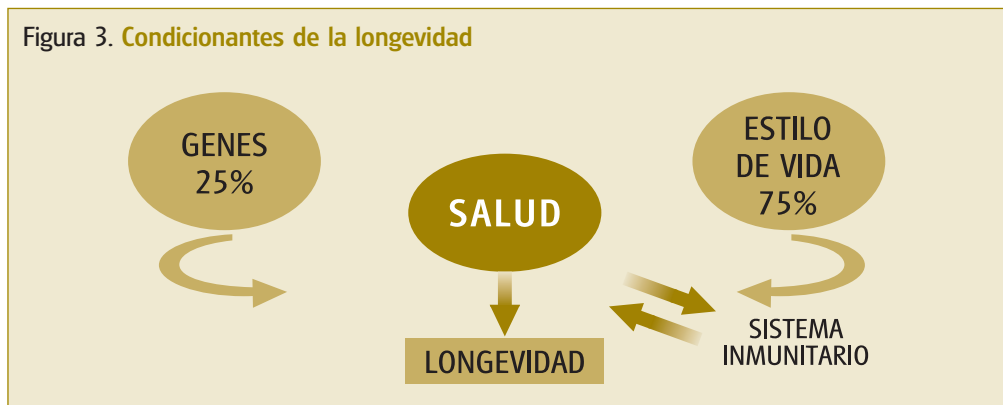 Figura 3. Condicionantes de la longevidad
GENES
25%
SALUD
ESTILO
DE VIDA
75%
LONGEVIDAD
SISTEMA
INMUNITARIO